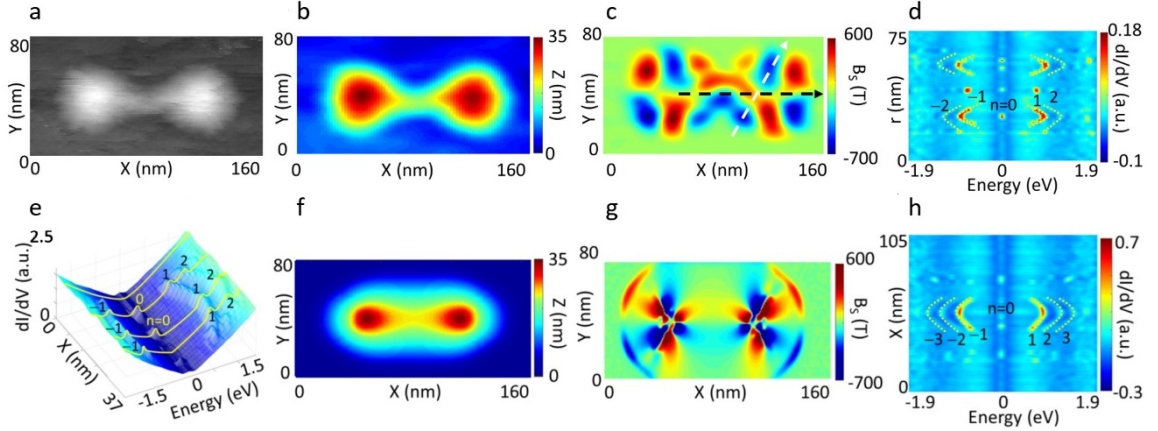 a
80
Y (nm)
0
0
X (nm)
160
b
80
Y (nm)
0
0
X (nm)
160
35
Z (nm)
0
c
80
Y (nm)
0
0
X (nm)
160
600
B_S (T)
-700
d
75
r (nm)
0
−2
−1
n=0
1
2
-1.9
0
1.9
Energy (eV)
0.18
dI/dV (a.u.)
-0.1
e
2.5
dI/dV (a.u.)
0
0
X (nm)
37
-1.5
0
1.5
Energy (eV)
0
n=0
−1
−1
−1
1
2
1
2
1
2
f
80
Y (nm)
0
0
X (nm)
160
35
Z (nm)
0
g
80
Y (nm)
0
0
X (nm)
160
600
B_S (T)
-700
h
105
X (nm)
0
−3
−2
−1
n=0
1
2
3
-1.9
0
1.9
Energy (eV)
0.7
dI/dV (a.u.)
-0.3